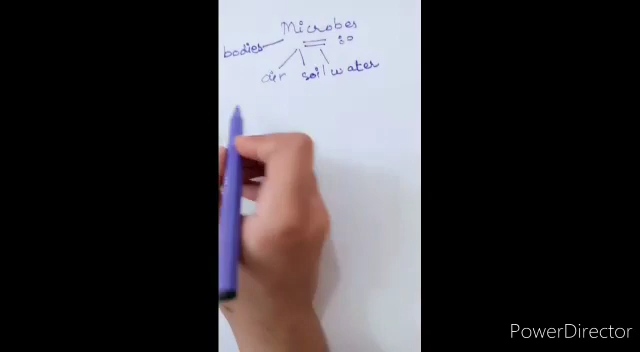 Microbes
bodies
air soil water
PowerDirector